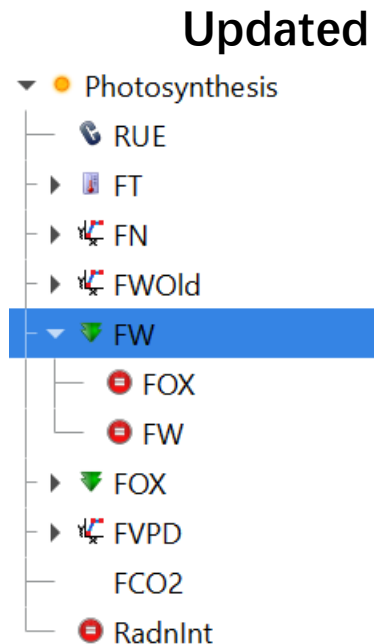 Updated
Photosynthesis
RUE
FT
FN
FWOld
FW
FOX
FW
FOX
FVPD
FCO2
RadnInt